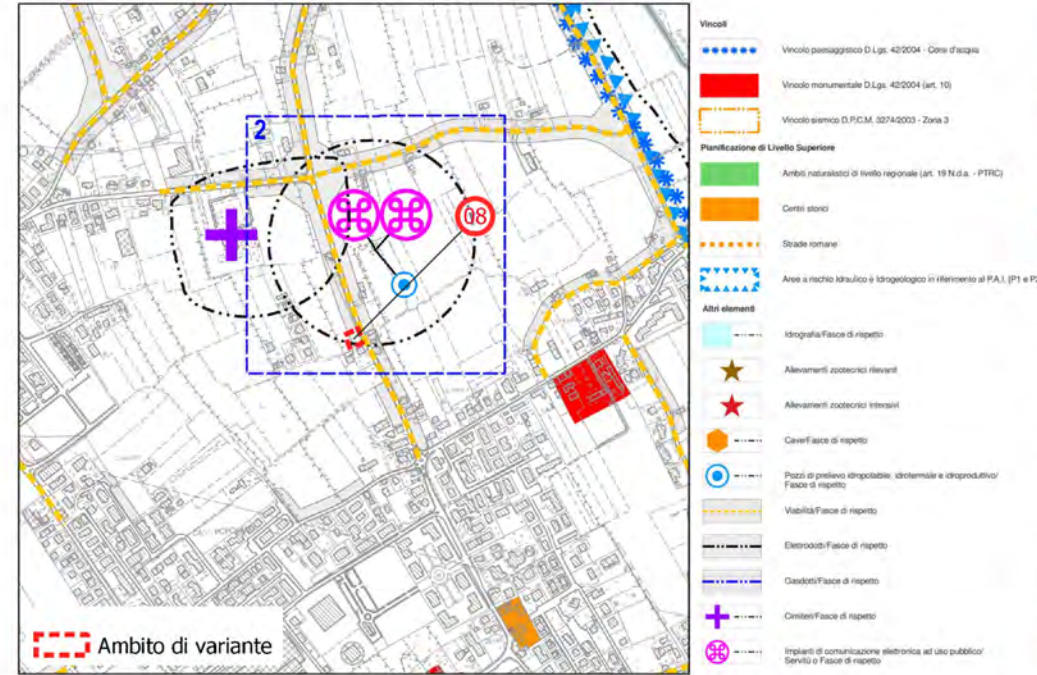 2
08
Ambito di variante
Vincoli
Vincolo paesaggistico D.Lgs. 42/2004 - Corsi d'acqua
Vincolo monumentale D.Lgs. 42/2004 (art. 10)
Vincolo sismico D.P.C.M. 3274/2003 - Zona 3
Pianificazione di Livello Superiore
Ambiti naturalistici di livello regionale (art. 19 N.d.a. - PTRC)
Centri storici
Strade romane
Aree a rischio Idraulico e Idrogeologico in riferimento al P.A.I. (P1 e P2
Altri elementi
Idrografia/Fasce di rispetto
Allevamenti zootecnici rilevanti
Allevamenti zootecnici intensivi
Cave/Fasce di rispetto
Pozzi di prelievo idropotabile, idrotermale e idroproduttivo/
Fasce di rispetto
Viabilità/Fasce di rispetto
Elettrodotti/Fasce di rispetto
Gasdotti/Fasce di rispetto
Cimiteri/Fasce di rispetto
Impianti di comunicazione elettronica ad uso pubblico/
Servitù o Fasce di rispetto